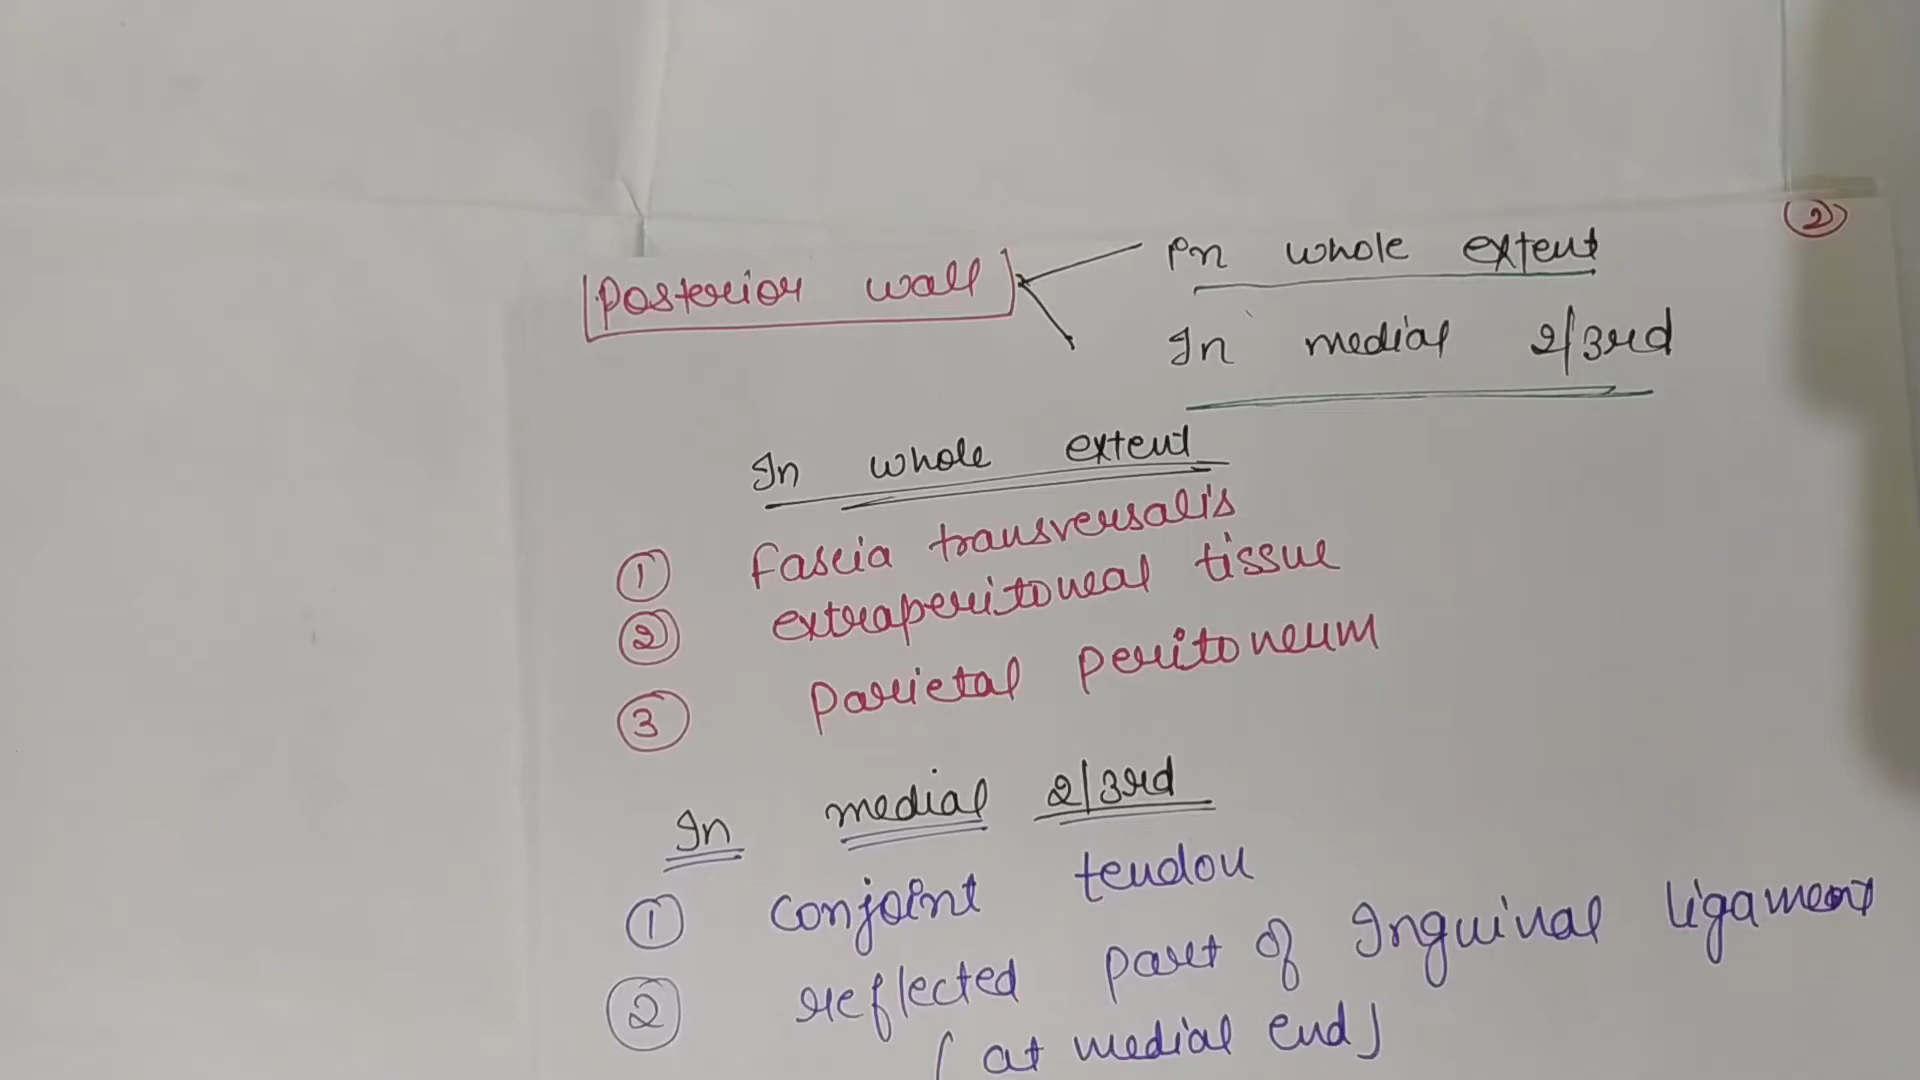 2
Posterior wall
In whole extent
In medial 2/3rd
In whole extent
1 Fascia transversalis
2 extraperitoneal tissue
3 Parietal peritoneum
In medial 2/3rd
1 conjoint tendon
2 reflected part of Inguinal ligament
( at medial end)